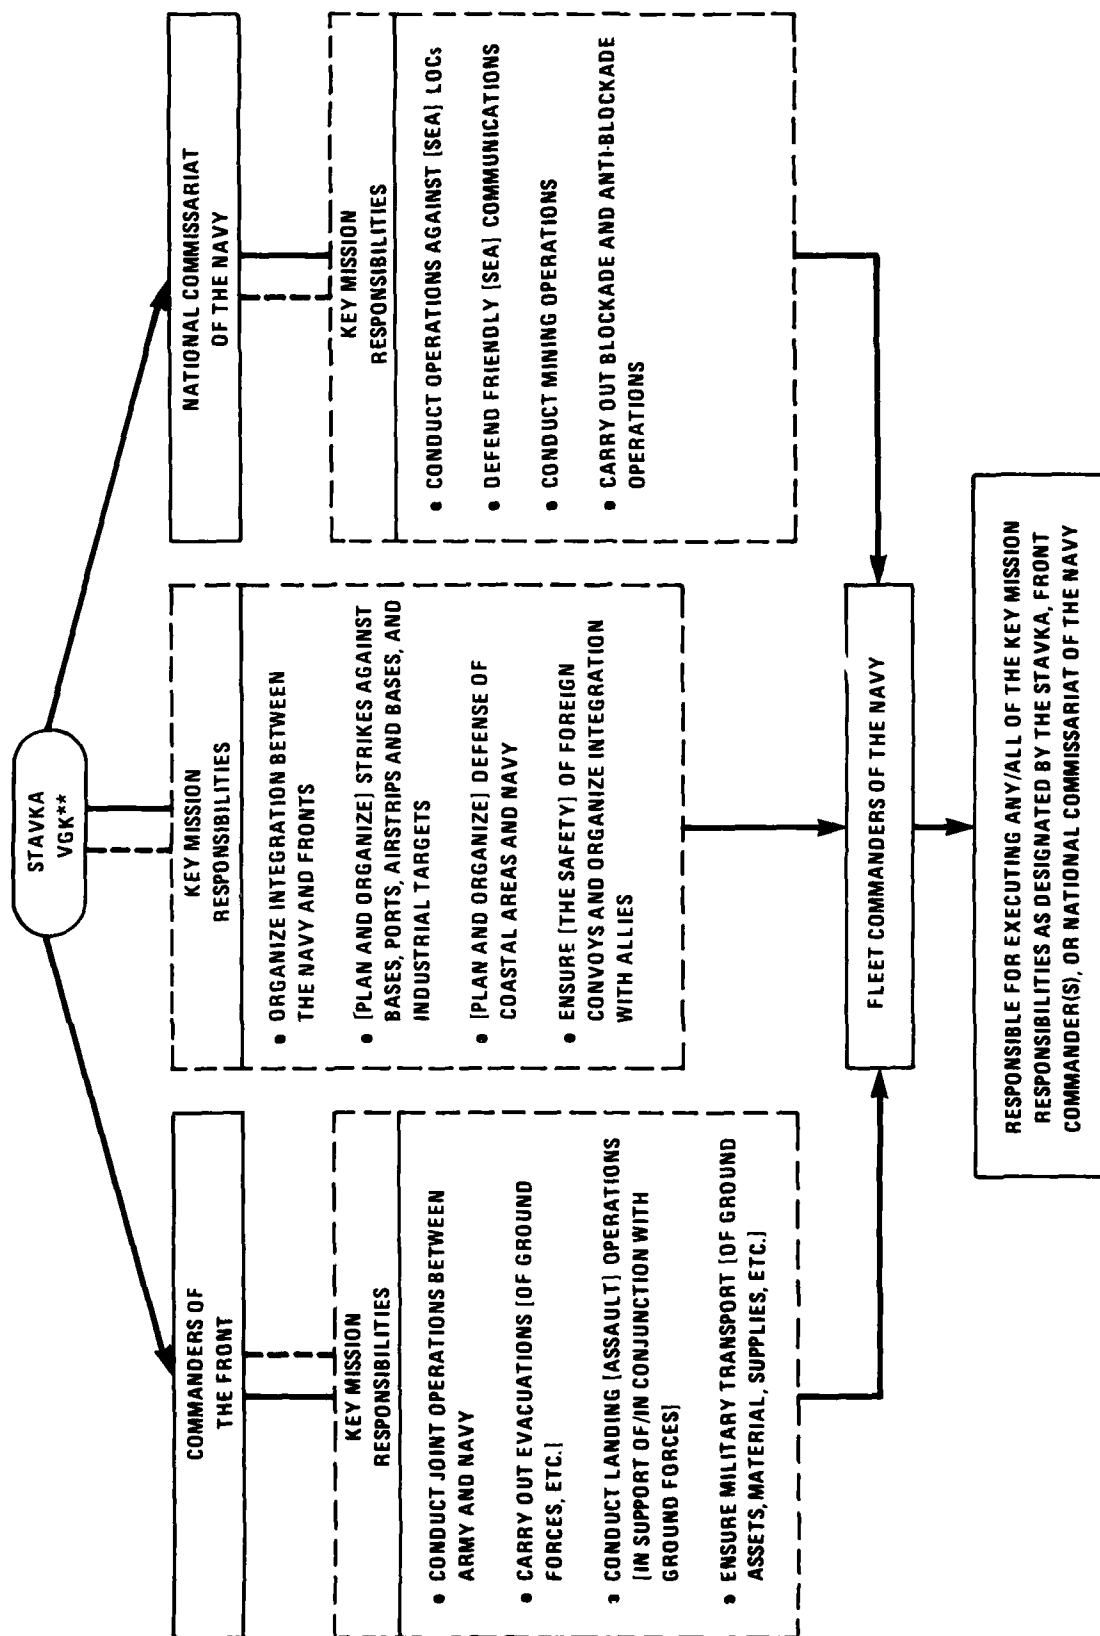 STAVKA
VGK**
COMMANDERS OF
THE FRONT
KEY MISSION
RESPONSIBILITIES
• CONDUCT JOINT OPERATIONS BETWEEN
ARMY AND NAVY
• CARRY OUT EVACUATIONS [OF GROUND
FORCES, ETC.]
• CONDUCT LANDING [ASSAULT] OPERATIONS
[IN SUPPORT OF/IN CONJUNCTION WITH
GROUND FORCES]
• ENSURE MILITARY TRANSPORT [OF GROUND
ASSETS, MATERIAL, SUPPLIES, ETC.]
KEY MISSION
RESPONSIBILITIES
• ORGANIZE INTEGRATION BETWEEN
THE NAVY AND FRONTS
• [PLAN AND ORGANIZE] STRIKES AGAINST
BASES, PORTS, AIRSTRIPS AND BASES, AND
INDUSTRIAL TARGETS
• [PLAN AND ORGANIZE] DEFENSE OF
COASTAL AREAS AND NAVY
• ENSURE [THE SAFETY] OF FOREIGN
CONVOYS AND ORGANIZE INTEGRATION
WITH ALLIES
NATIONAL COMMISSARIAT
OF THE NAVY
KEY MISSION
RESPONSIBILITIES
• CONDUCT OPERATIONS AGAINST [SEA] LOCs
• DEFEND FRIENDLY [SEA] COMMUNICATIONS
• CONDUCT MINING OPERATIONS
• CARRY OUT BLOCKADE AND ANTI-BLOCKADE
OPERATIONS
FLEET COMMANDERS OF THE NAVY
RESPONSIBLE FOR EXECUTING ANY/ALL OF THE KEY MISSION
RESPONSIBILITIES AS DESIGNATED BY THE STAVKA, FRONT
COMMANDER(S), OR NATIONAL COMMISSARIAT OF THE NAVY